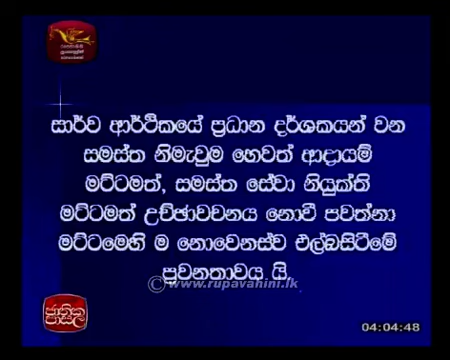 සාර්ව ආර්ථිකයේ ප්‍රධාන දර්ශකයන් වන
සමස්ත නිමැවුම හෙවත් ආදායම්
මට්ටමත්, සමස්ත සේවා නියුක්ති
මට්ටමත් උච්ඡාවචනය නොවී පවත්නා
මට්ටමෙහි ම නොවෙනස්ව එල්බසිටීමේ
ප්‍රවනතාවය යි.
©www.rupavahini.lk
ජාතික
පාසල
04:04:48